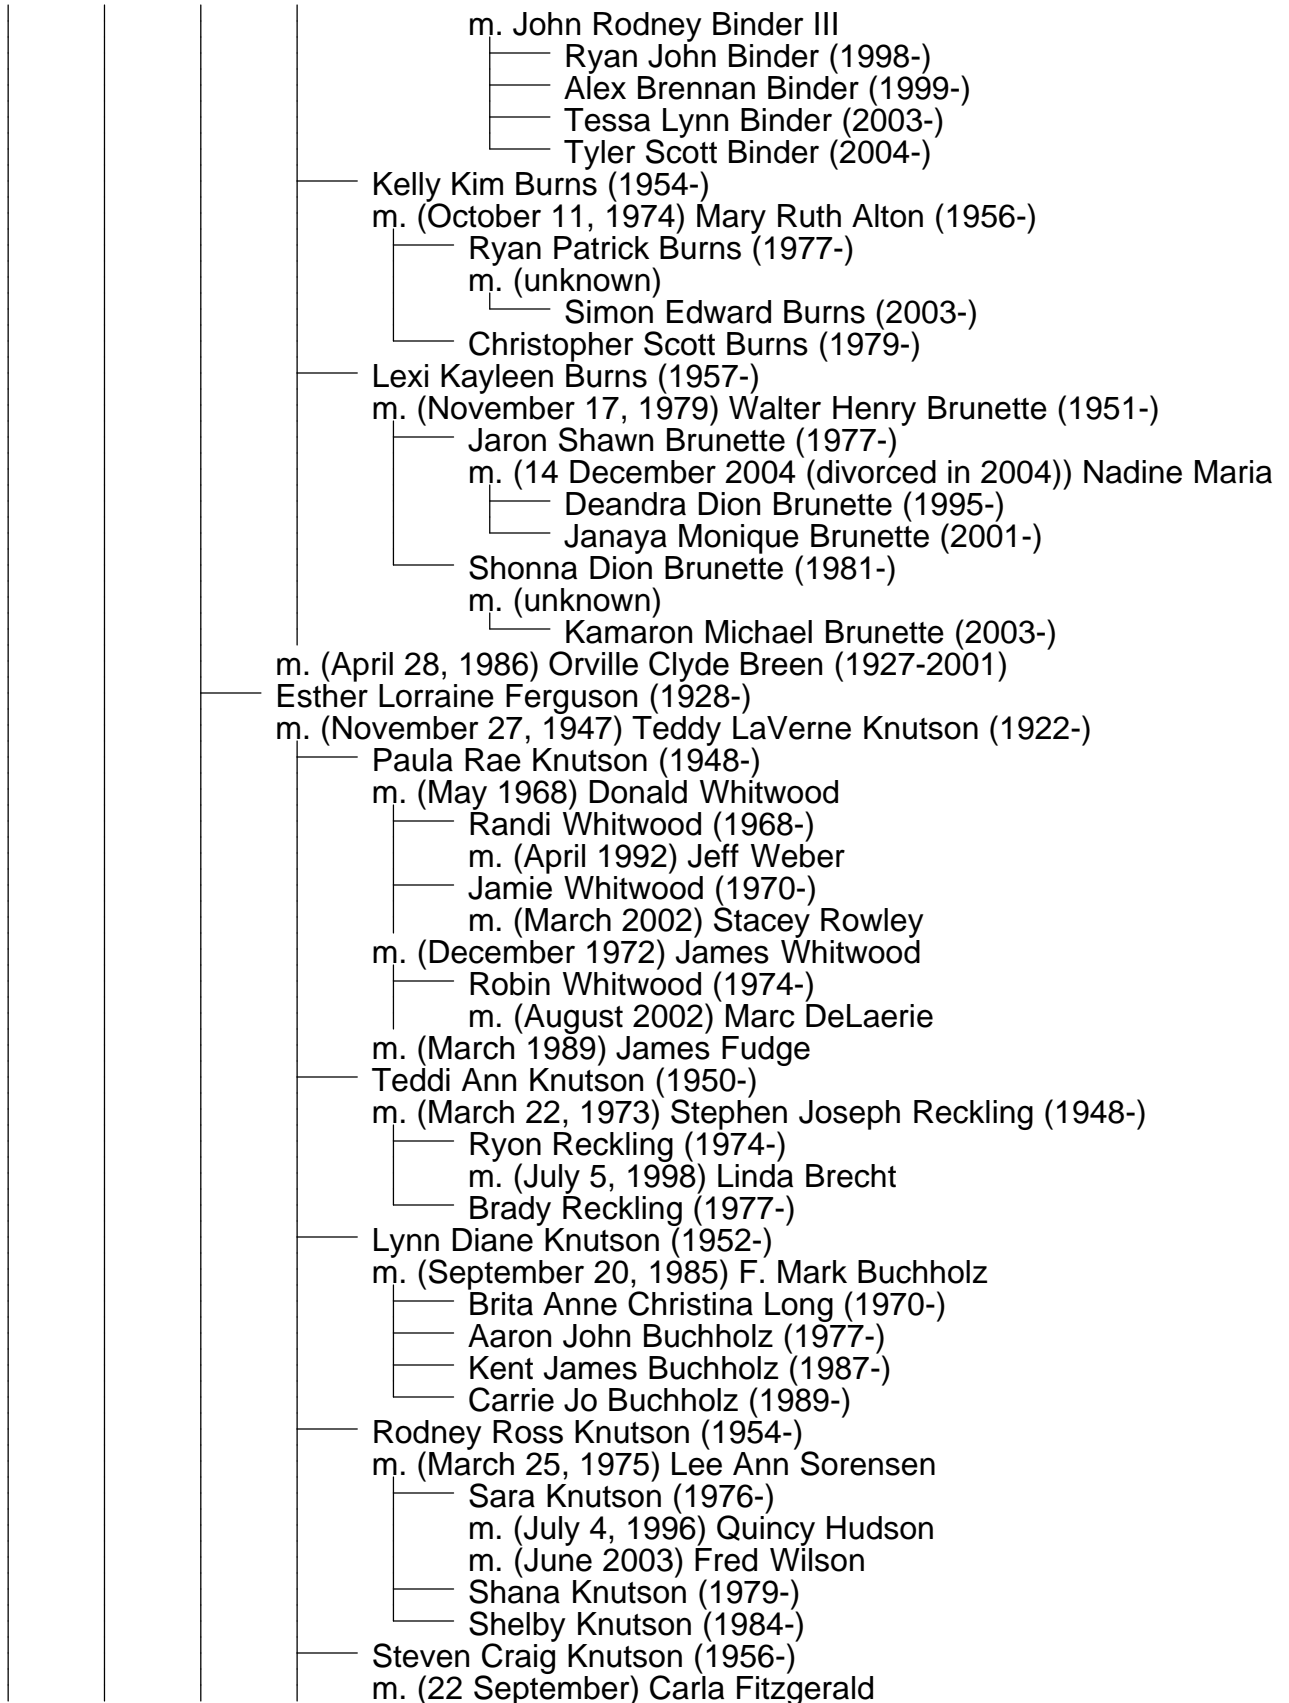 m. John Rodney Binder III
Ryan John Binder (1998-)
Alex Brennan Binder (1999-)
Tessa Lynn Binder (2003-)
Tyler Scott Binder (2004-)
Kelly Kim Burns (1954-)
m. (October 11, 1974) Mary Ruth Alton (1956-)
Ryan Patrick Burns (1977-)
m. (unknown)
Simon Edward Burns (2003-)
Christopher Scott Burns (1979-)
Lexi Kayleen Burns (1957-)
m. (November 17, 1979) Walter Henry Brunette (1951-)
Jaron Shawn Brunette (1977-)
m. (14 December 2004 (divorced in 2004)) Nadine Maria
Deandra Dion Brunette (1995-)
Janaya Monique Brunette (2001-)
Shonna Dion Brunette (1981-)
m. (unknown)
Kamaron Michael Brunette (2003-)
m. (April 28, 1986) Orville Clyde Breen (1927-2001)
Esther Lorraine Ferguson (1928-)
m. (November 27, 1947) Teddy LaVerne Knutson (1922-)
Paula Rae Knutson (1948-)
m. (May 1968) Donald Whitwood
Randi Whitwood (1968-)
m. (April 1992) Jeff Weber
Jamie Whitwood (1970-)
m. (March 2002) Stacey Rowley
m. (December 1972) James Whitwood
Robin Whitwood (1974-)
m. (August 2002) Marc DeLaerie
m. (March 1989) James Fudge
Teddi Ann Knutson (1950-)
m. (March 22, 1973) Stephen Joseph Reckling (1948-)
Ryon Reckling (1974-)
m. (July 5, 1998) Linda Brecht
Brady Reckling (1977-)
Lynn Diane Knutson (1952-)
m. (September 20, 1985) F. Mark Buchholz
Brita Anne Christina Long (1970-)
Aaron John Buchholz (1977-)
Kent James Buchholz (1987-)
Carrie Jo Buchholz (1989-)
Rodney Ross Knutson (1954-)
m. (March 25, 1975) Lee Ann Sorensen
Sara Knutson (1976-)
m. (July 4, 1996) Quincy Hudson
m. (June 2003) Fred Wilson
Shana Knutson (1979-)
Shelby Knutson (1984-)
Steven Craig Knutson (1956-)
m. (22 September) Carla Fitzgerald